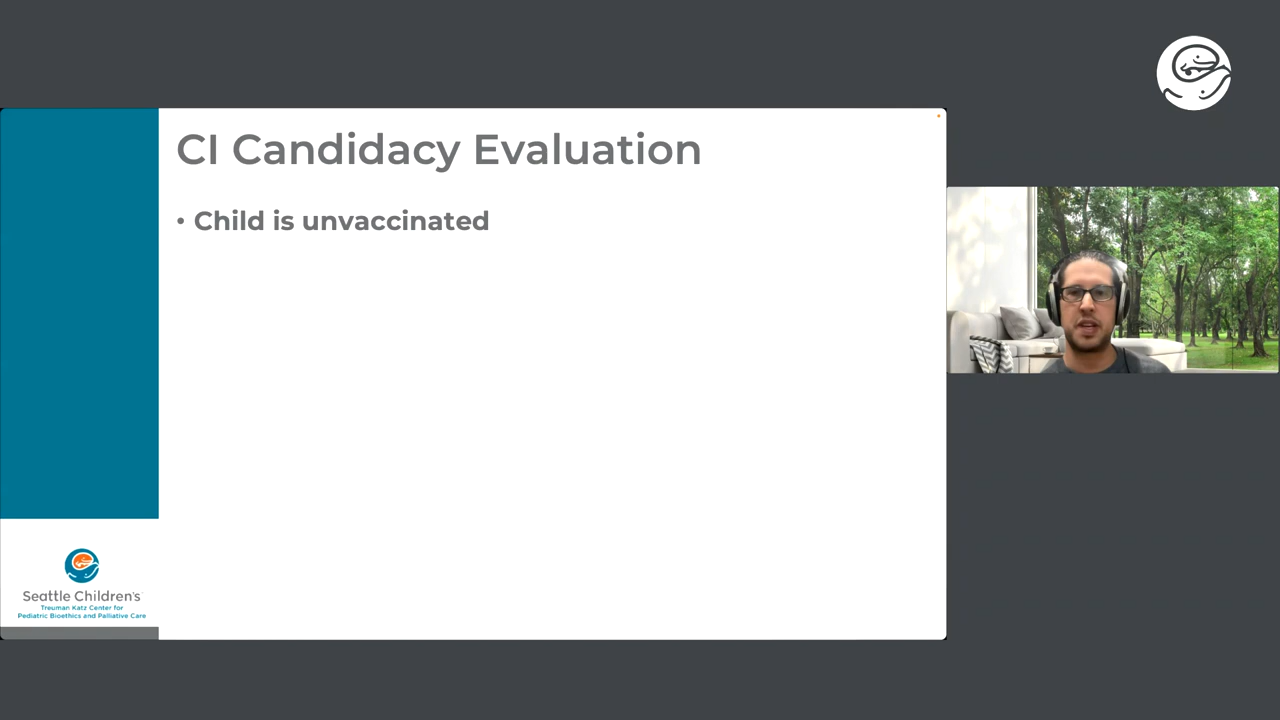 CI Candidacy Evaluation
• Child is unvaccinated
Seattle Children's
Treuman Katz Center for
Pediatric Bioethics and Palliative Care